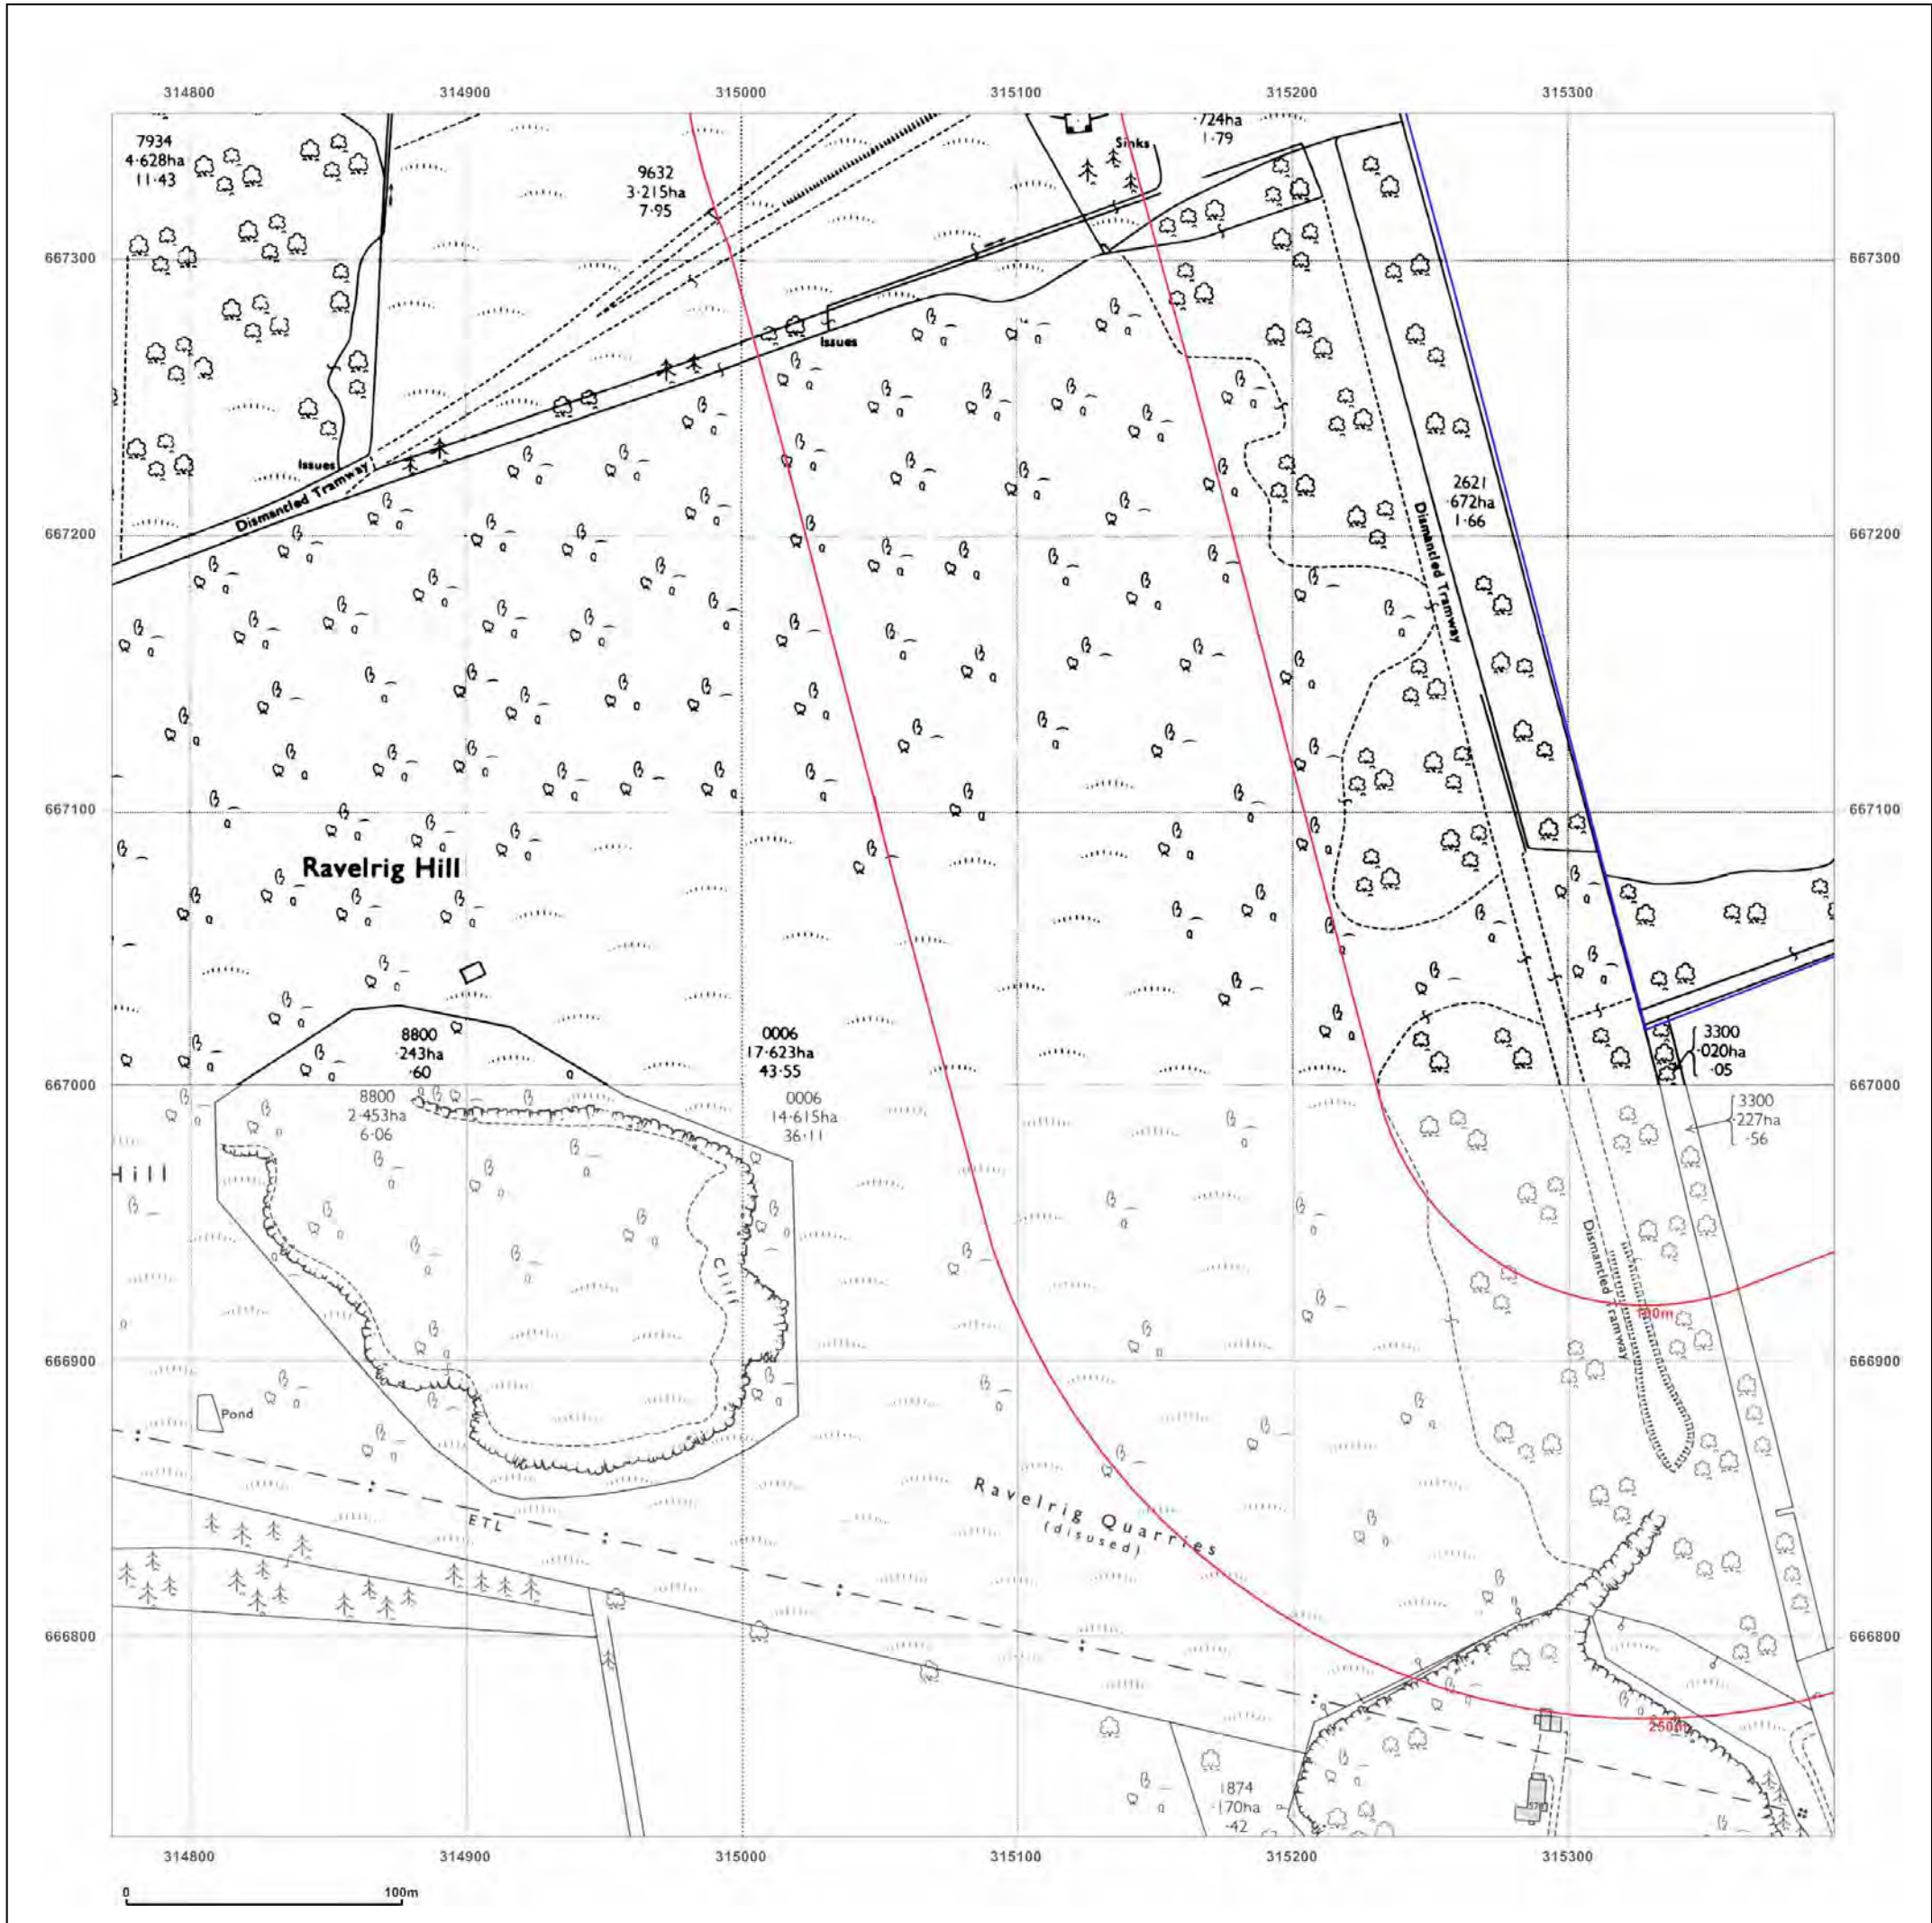 314800
314900
315000
315100
315200
315300
7934
4·628ha
11·43
9632
3·215ha
7·95
·724ha
1·79
Sinks
667300
667300
Issues
Issues
Dismantled Tramway
2621
·672ha
1·66
Dismantled Tramway
667200
667200
667100
667100
Ravelrig Hill
8800
·243ha
·60
0006
17·623ha
43·55
3300
·020ha
·05
667000
667000
8800
2·453ha
6·06
0006
14·615ha
36·11
3300
·227ha
·56
Hill
Cliff
Dismantled Tramway
100m
666900
666900
Pond
ETL
Ravelrig Quarries
(disused)
666800
666800
250m
1874
·170ha
·42
314800
314900
315000
315100
315200
315300
0
100m